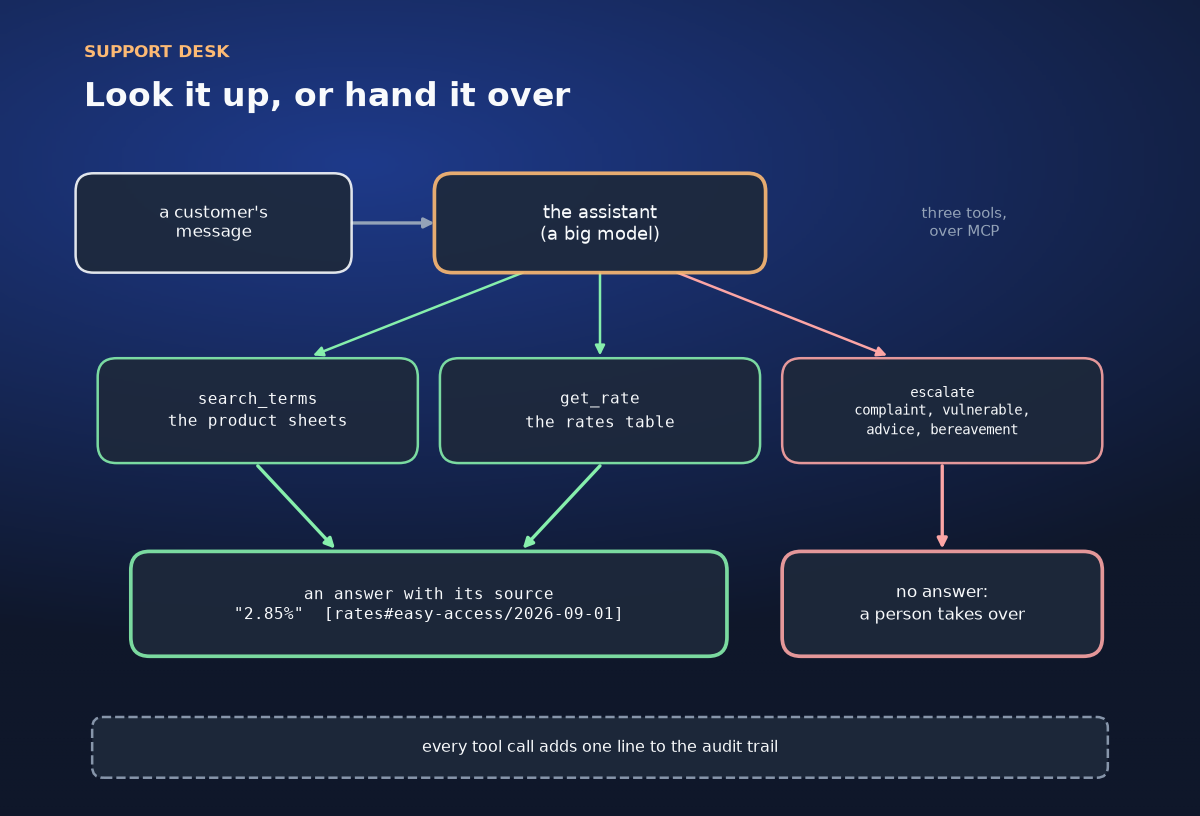 SUPPORT DESK
Look it up, or hand it over
a customer's
message
the assistant
(a big model)
three tools,
over MCP
search_terms
the product sheets
get_rate
the rates table
escalate
complaint, vulnerable,
advice, bereavement
an answer with its source
"2.85%"  [rates#easy-access/2026-09-01]
no answer:
a person takes over
every tool call adds one line to the audit trail